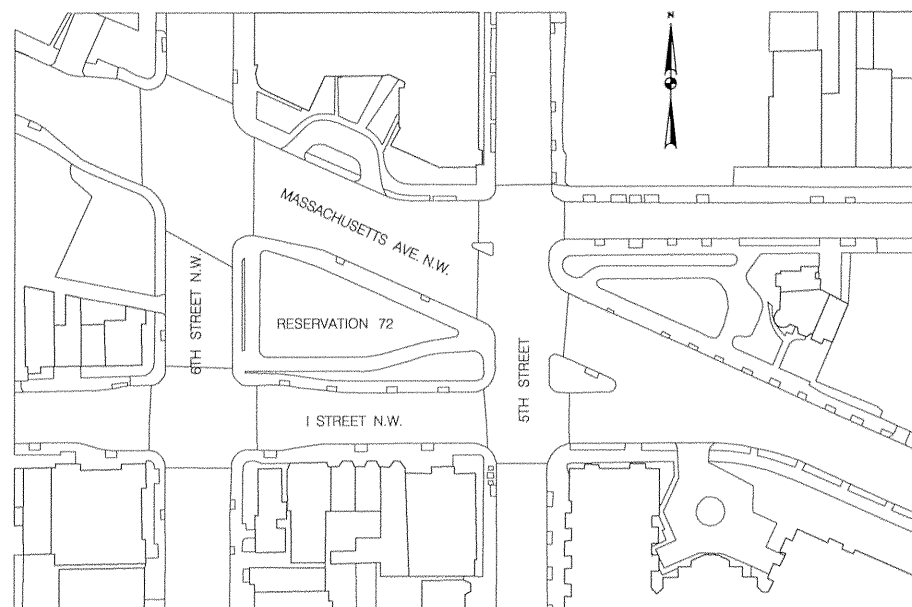 N
MASSACHUSETTS AVE. N.W.
6TH STREET N.W.
RESERVATION 72
5TH STREET
I STREET N.W.